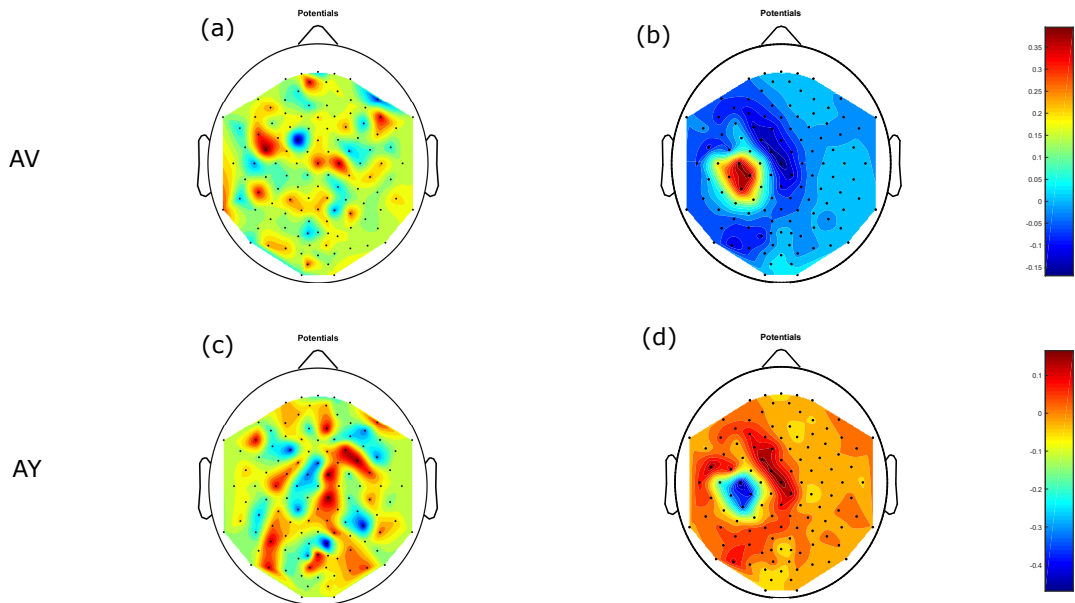 Potentials
Potentials
(a)
(b)
AV
0.35
0.3
0.25
0.2
0.15
0.1
0.05
0
-0.05
-0.1
-0.15
Potentials
Potentials
(c)
(d)
AY
0.1
0
-0.1
-0.2
-0.3
-0.4